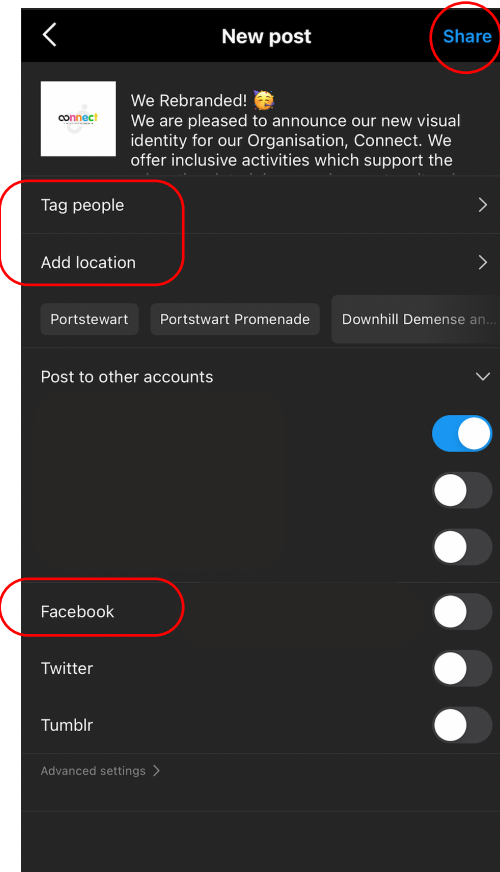 New post
Share
connect
We Rebranded! 🥳
We are pleased to announce our new visual
identity for our Organisation, Connect. We
offer inclusive activities which support the
Tag people
Add location
Portstewart
Portstwart Promenade
Downhill Demense an...
Post to other accounts
Facebook
Twitter
Tumblr
Advanced settings